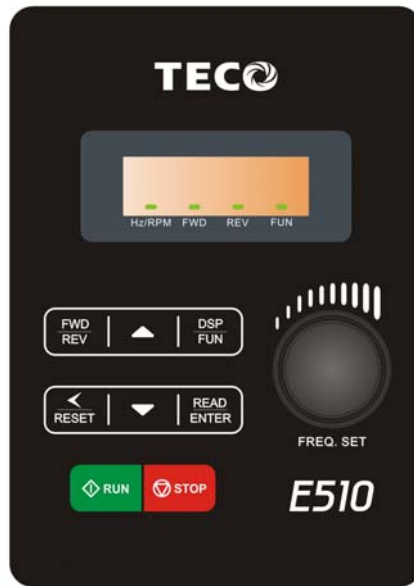 TECO
Hz/RPM FWD REV FUN
FWD REV DSP FUN
RESET READ ENTER
FREQ. SET
RUN STOP
E510